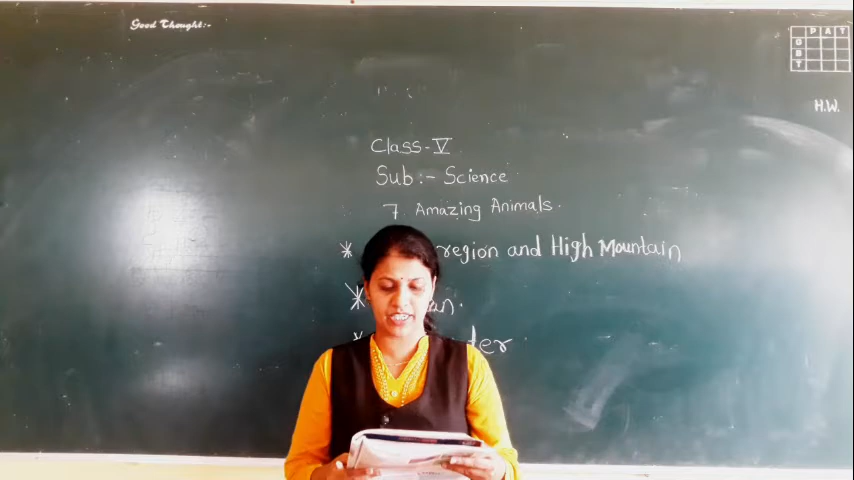 Good Thought:-
P A T
G
B
T
H.W.
Class-V
Sub:- Science
7. Amazing Animals.
* region and High Mountain
*
*